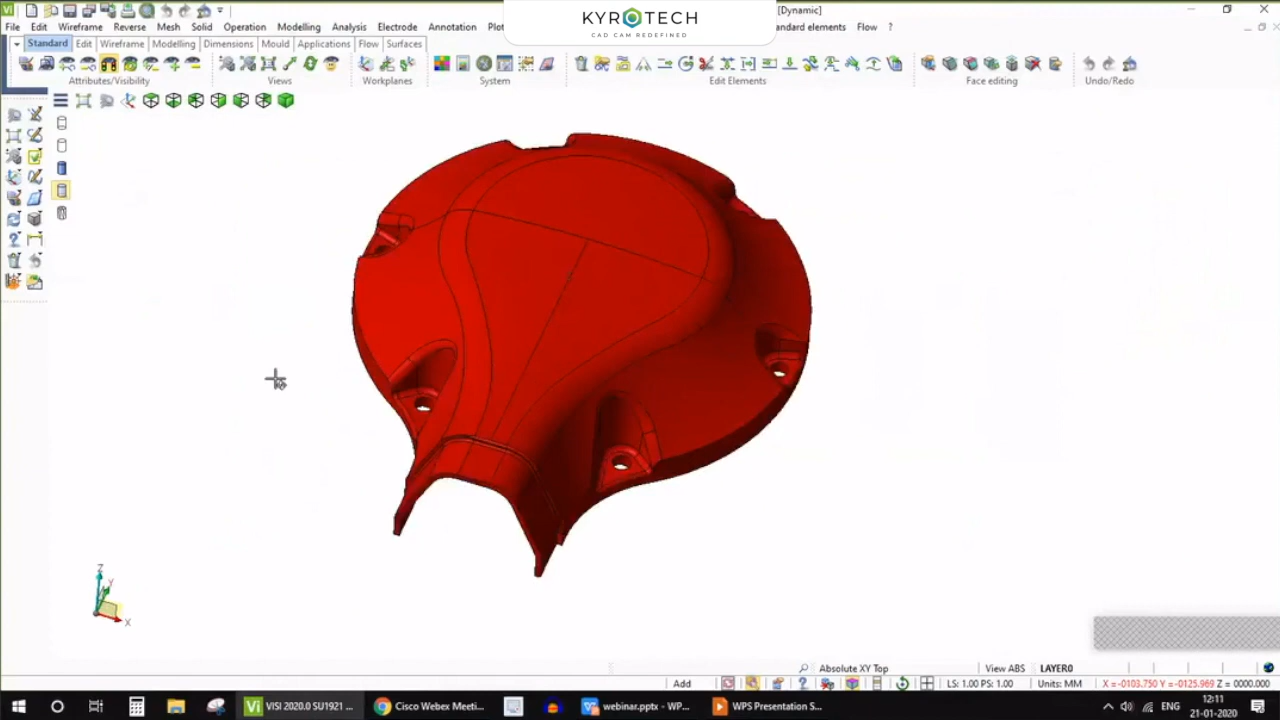 [Dynamic]
KYROTECH
CAD CAM REDEFINED
File Edit Wireframe Reverse Mesh Solid Operation Modelling Analysis Electrode Annotation Plot
ndard elements Flow ?
Standard Edit Wireframe Modelling Dimensions Mould Applications Flow Surfaces
Attributes/Visibility Views Workplanes System Edit Elements Face editing Undo/Redo
Z
Y
X
Absolute XY Top View ABS LAYER0
Add LS: 1.00 PS: 1.00 Units: MM X = -0103.750 Y =-0125.969 Z = 0000.000
VISI 2020.0 SU1921 ... Cisco Webex Meeti... webinar.pptx - WP... WPS Presentation S... ENG 12:11
21-01-2020